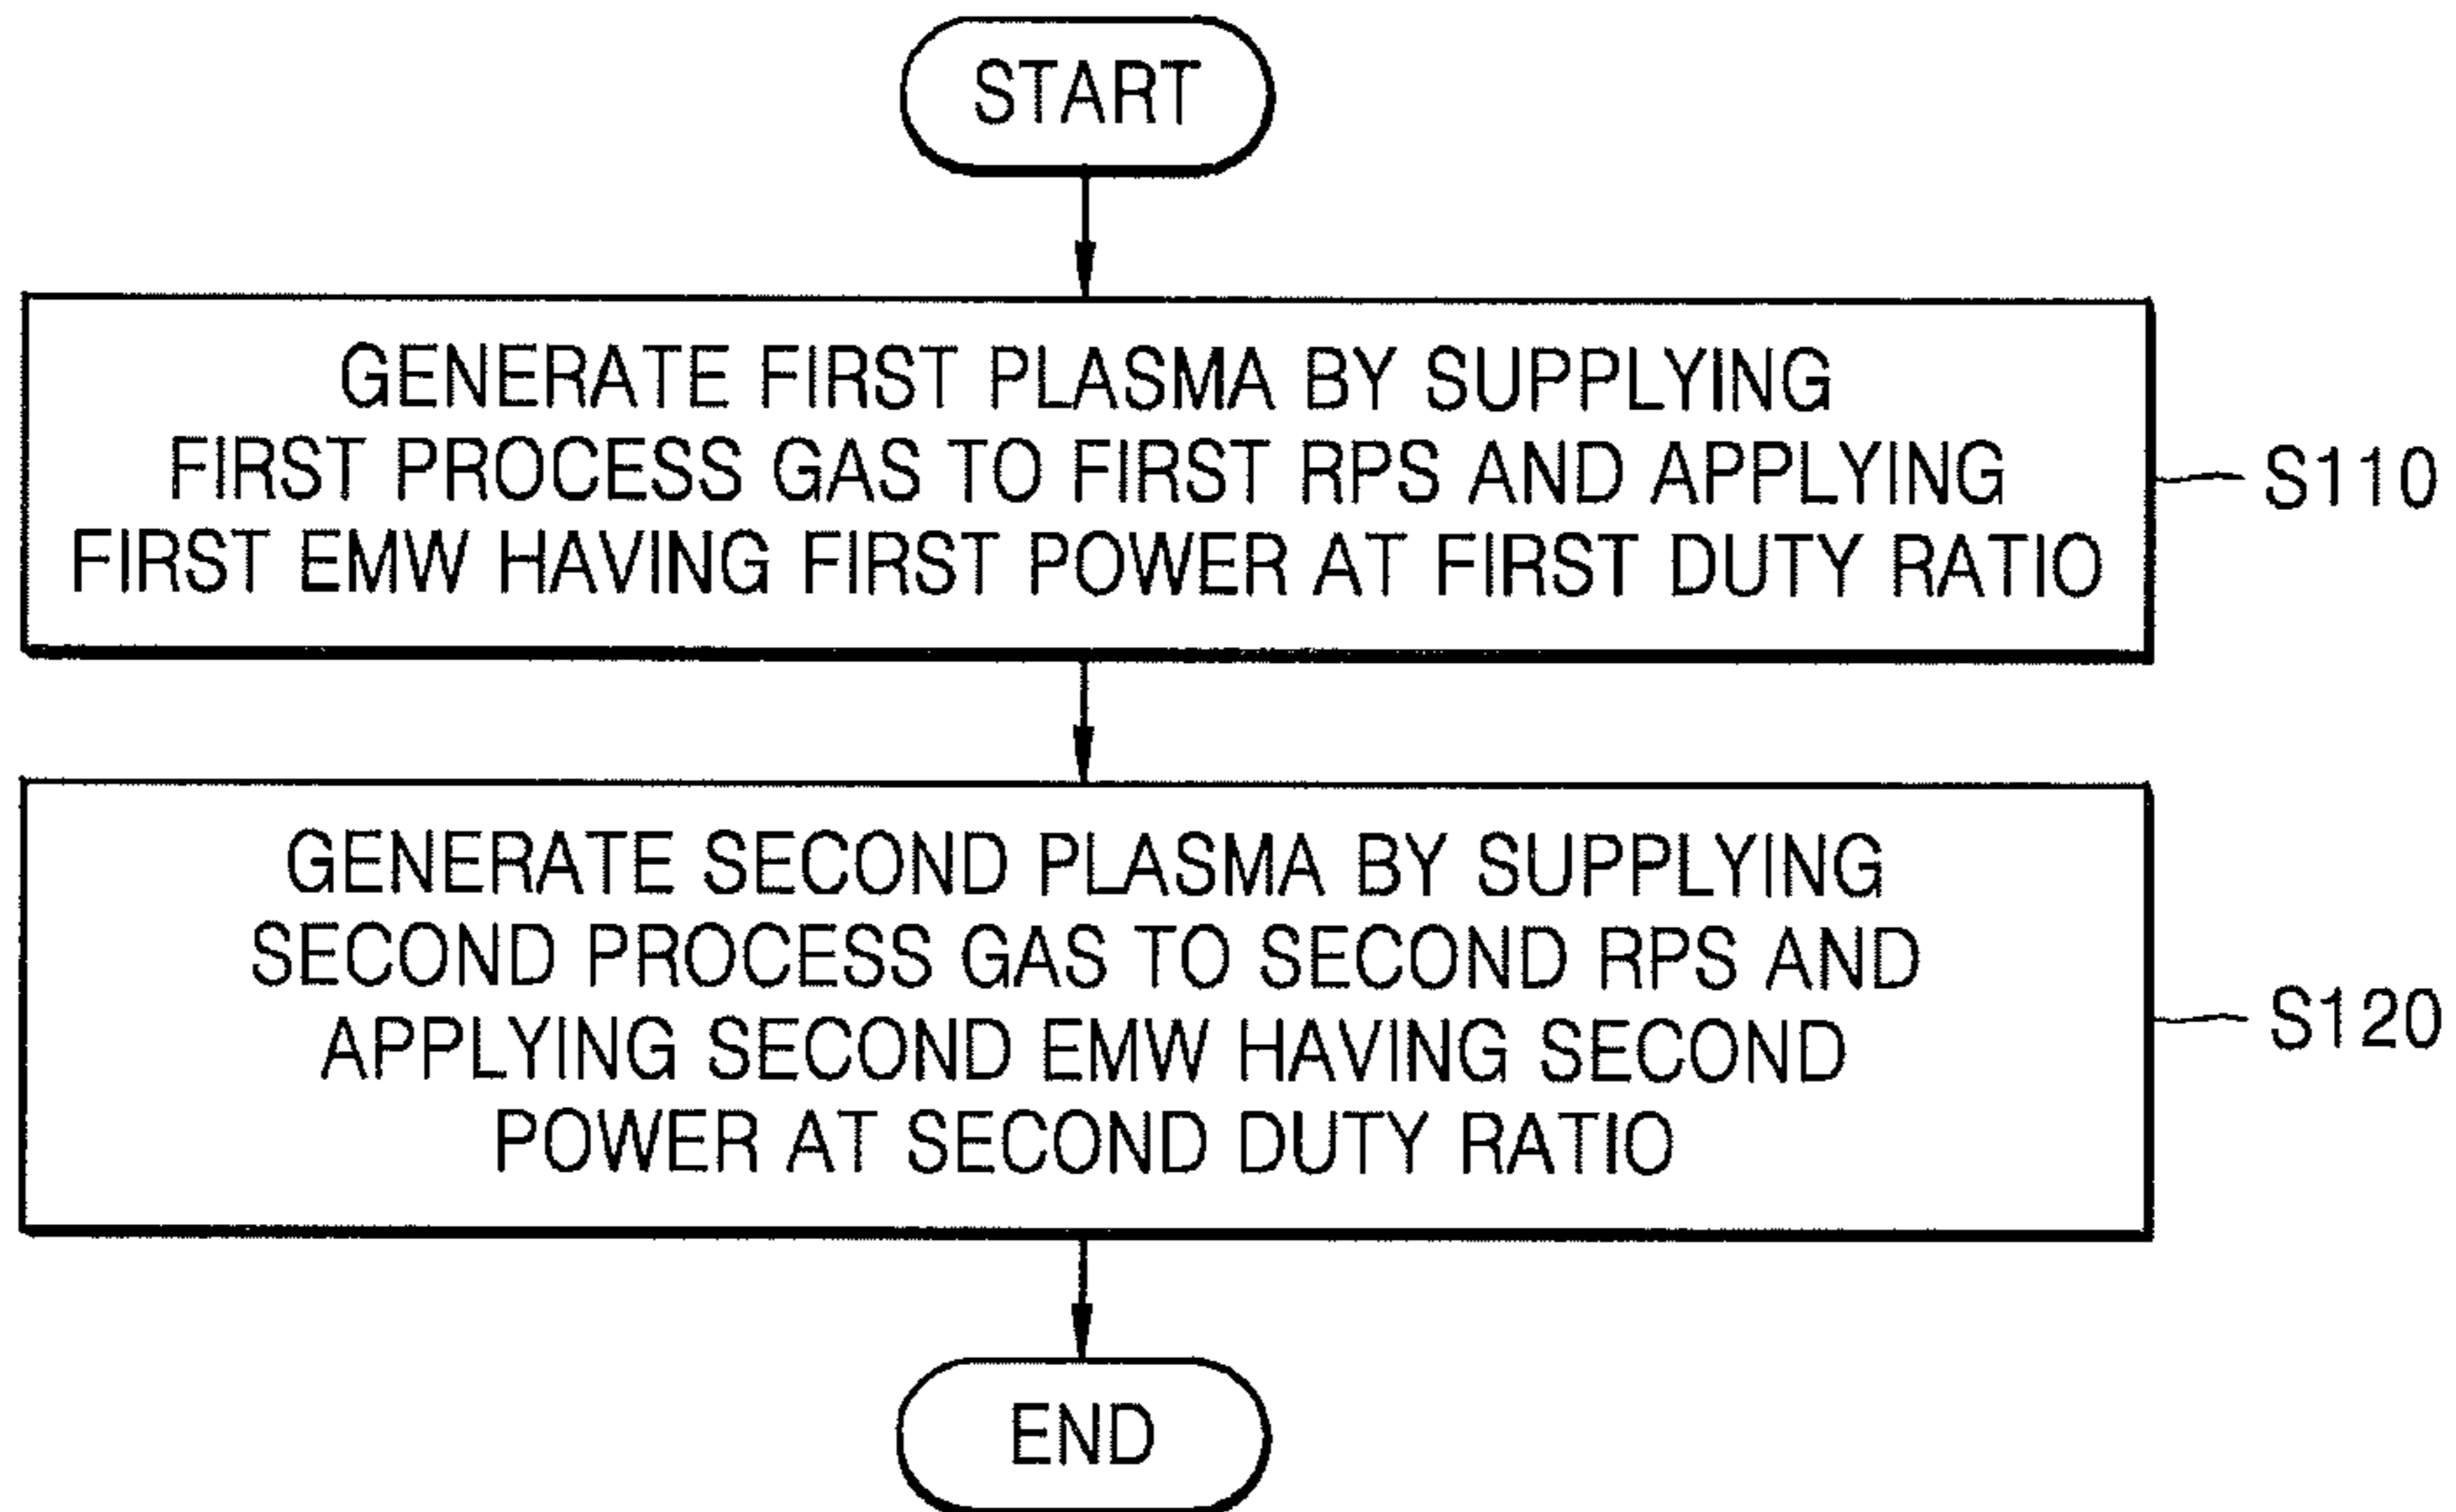 START
GENERATE FIRST PLASMA BY SUPPLYING
FIRST PROCESS GAS TO FIRST RPS AND APPLYING
FIRST EMW HAVING FIRST POWER AT FIRST DUTY RATIO
S110
GENERATE SECOND PLASMA BY SUPPLYING
SECOND PROCESS GAS TO SECOND RPS AND
APPLYING SECOND EMW HAVING SECOND
POWER AT SECOND DUTY RATIO
S120
END